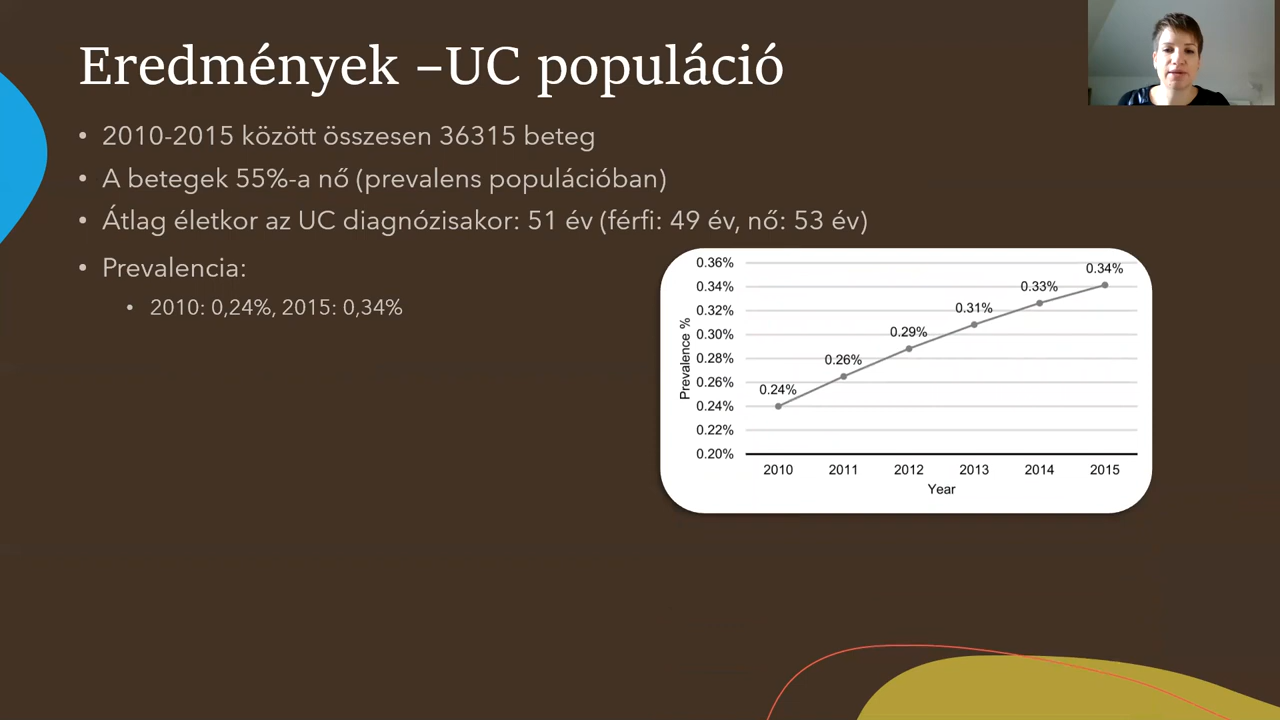 Eredmények –UC populáció
• 2010-2015 között összesen 36315 beteg
• A betegek 55%-a nő (prevalens populációban)
• Átlag életkor az UC diagnózisakor: 51 év (férfi: 49 év, nő: 53 év)
• Prevalencia:
• 2010: 0,24%, 2015: 0,34%
Prevalence %
0.36%
0.34%
0.32%
0.30%
0.28%
0.26%
0.24%
0.22%
0.20%
0.24%
0.26%
0.29%
0.31%
0.33%
0.34%
2010 2011 2012 2013 2014 2015
Year